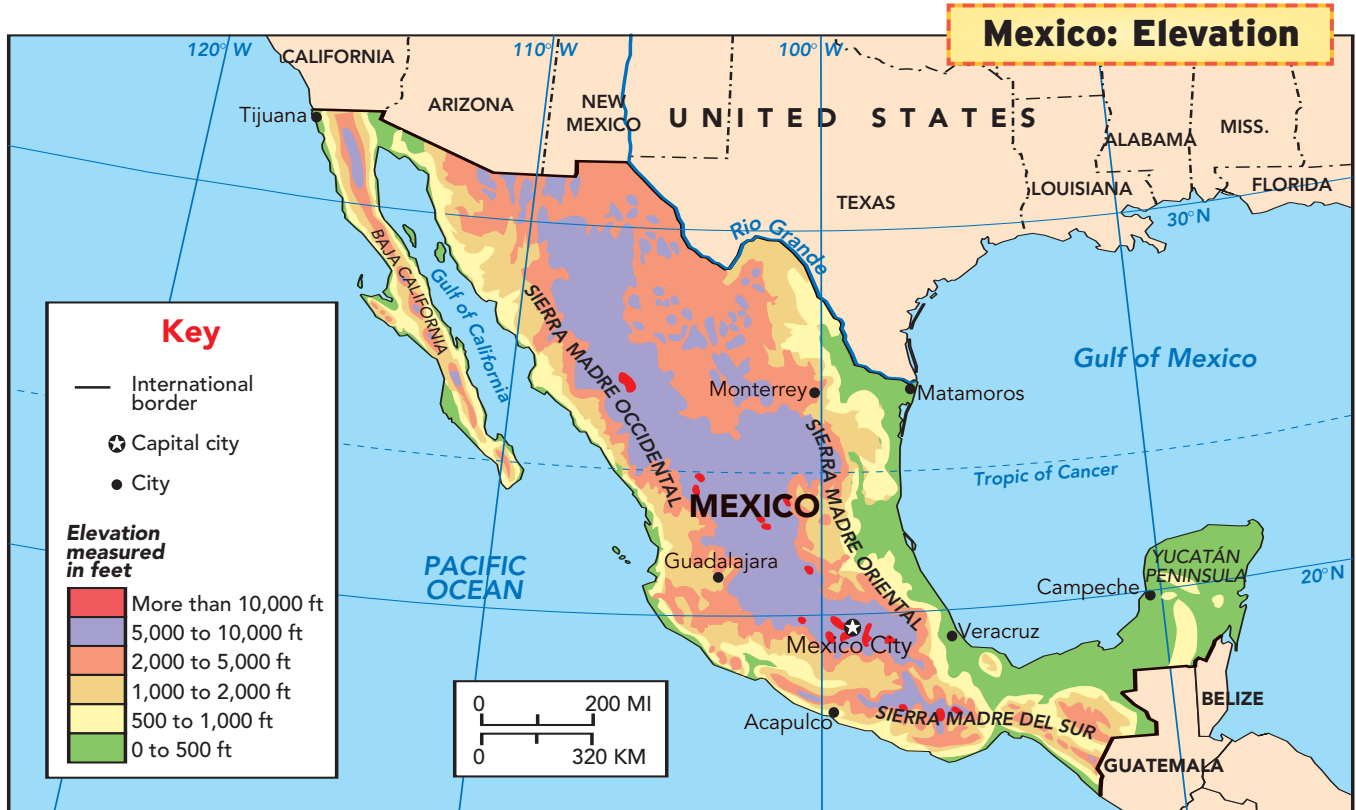 Mexico: Elevation
120° W
110° W
100° W
CALIFORNIA
ARIZONA
NEW
MEXICO
UNITED STATES
ALABAMA
MISS.
Tijuana
TEXAS
LOUISIANA
FLORIDA
30° N
Rio Grande
BAJA CALIFORNIA
Gulf of California
SIERRA MADRE OCCIDENTAL
Gulf of Mexico
Monterrey
Matamoros
SIERRA MADRE ORIENTAL
Tropic of Cancer
MEXICO
PACIFIC
OCEAN
Guadalajara
YUCATÁN
PENINSULA
Campeche
20° N
Mexico City
Veracruz
BELIZE
Acapulco
SIERRA MADRE DEL SUR
GUATEMALA
Key
International
border
Capital city
City
Elevation
measured
in feet
More than 10,000 ft
5,000 to 10,000 ft
2,000 to 5,000 ft
1,000 to 2,000 ft
500 to 1,000 ft
0 to 500 ft
0 200 MI
0 320 KM